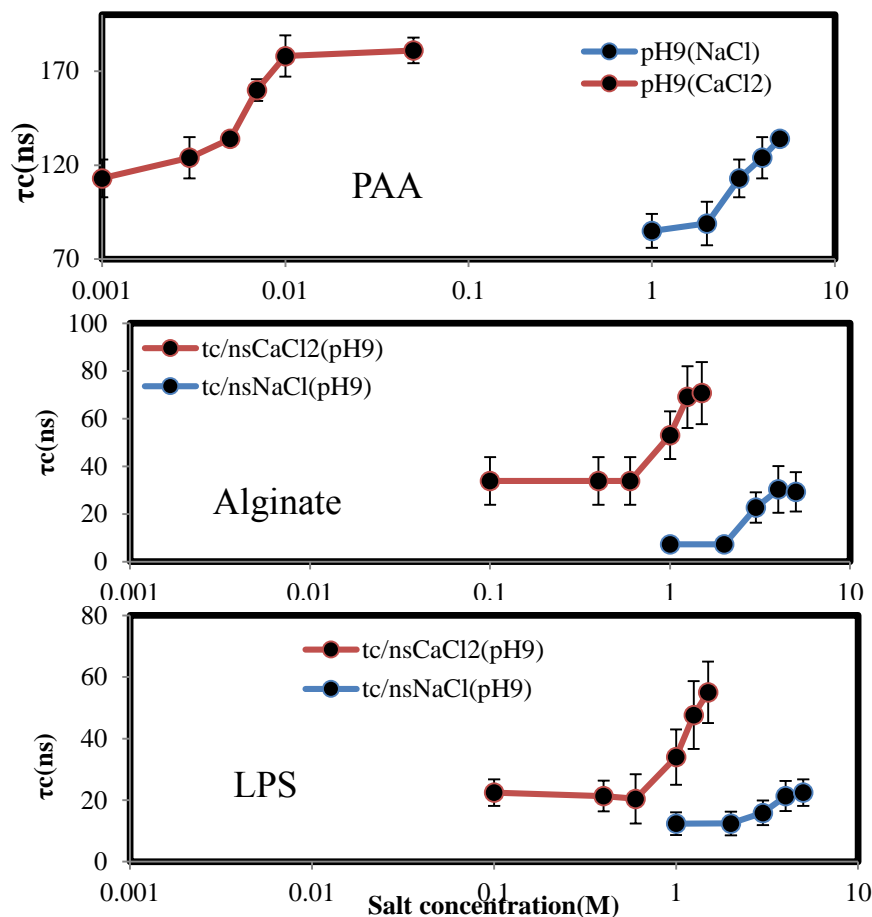 170
120
70
τc(ns)
pH9(NaCl)
pH9(CaCl2)
PAA
0.001 0.01 0.1 1 10
100
80
60
40
20
0
τc(ns)
tc/nsCaCl2(pH9)
tc/nsNaCl(pH9)
Alginate
0.001 0.01 0.1 1 10
80
60
40
20
0
τc(ns)
tc/nsCaCl2(pH9)
tc/nsNaCl(pH9)
LPS
0.001 0.01 0.1 1 10
Salt concentration(M)